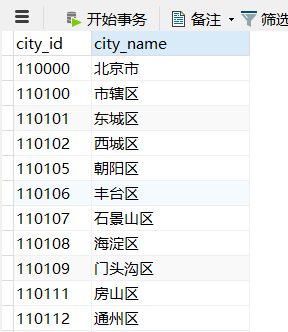 开始事务 备注 筛选
city_id city_name
110000 北京市
110100 市辖区
110101 东城区
110102 西城区
110105 朝阳区
110106 丰台区
110107 石景山区
110108 海淀区
110109 门头沟区
110111 房山区
110112 通州区